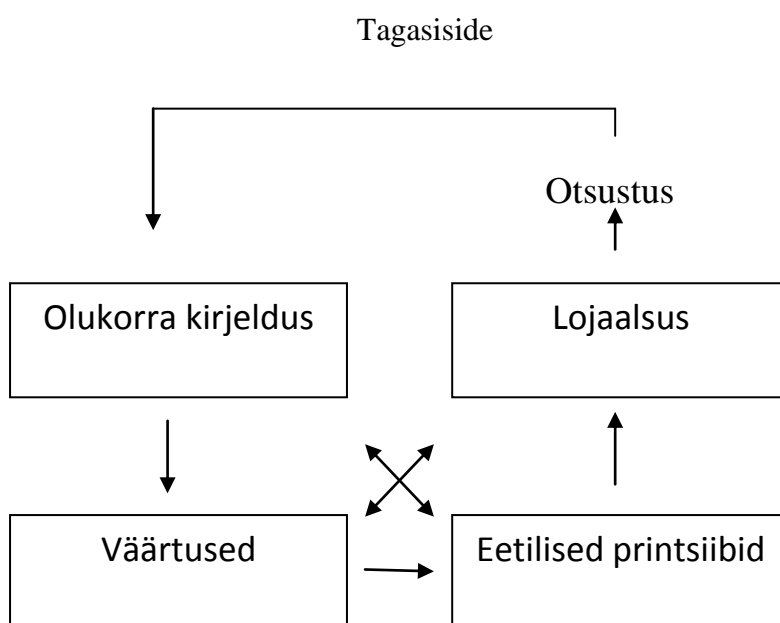 Tagasiside
Otsustus
Olukorra kirjeldus
Lojaalsus
Väärtused
Eetilised printsiibid